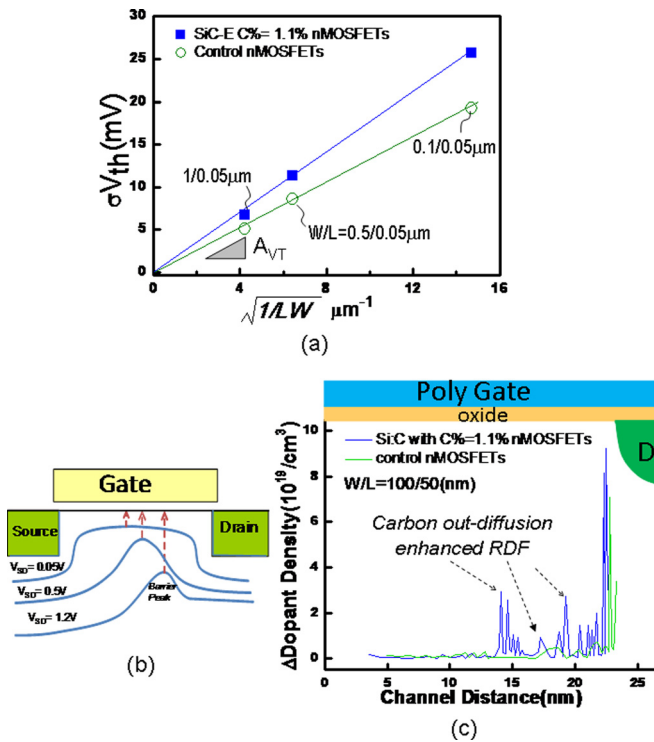 SiC-E C%= 1.1% nMOSFETs
Control nMOSFETs
30
25
20
15
10
5
0
σVth(mV)
1/0.05μm
0.1/0.05μm
W/L=0.5/0.05μm
AVT
0 4 8 12 16
√1/LW μm-1
(a)
Gate
Source
Drain
VSD= 0.05V
VSD= 0.5V
VSD = 1.2V
Barrier
Peak
(b)
Poly Gate
oxide
D
Si:C with C%=1.1% nMOSFETs
control nMOSFETs
W/L=100/50(nm)
Carbon out-diffusion
enhanced RDF
10
8
6
4
2
0
ΔDopant Density(10^19/cm^3)
0 5 10 15 20 25
Channel Distance(nm)
(c)